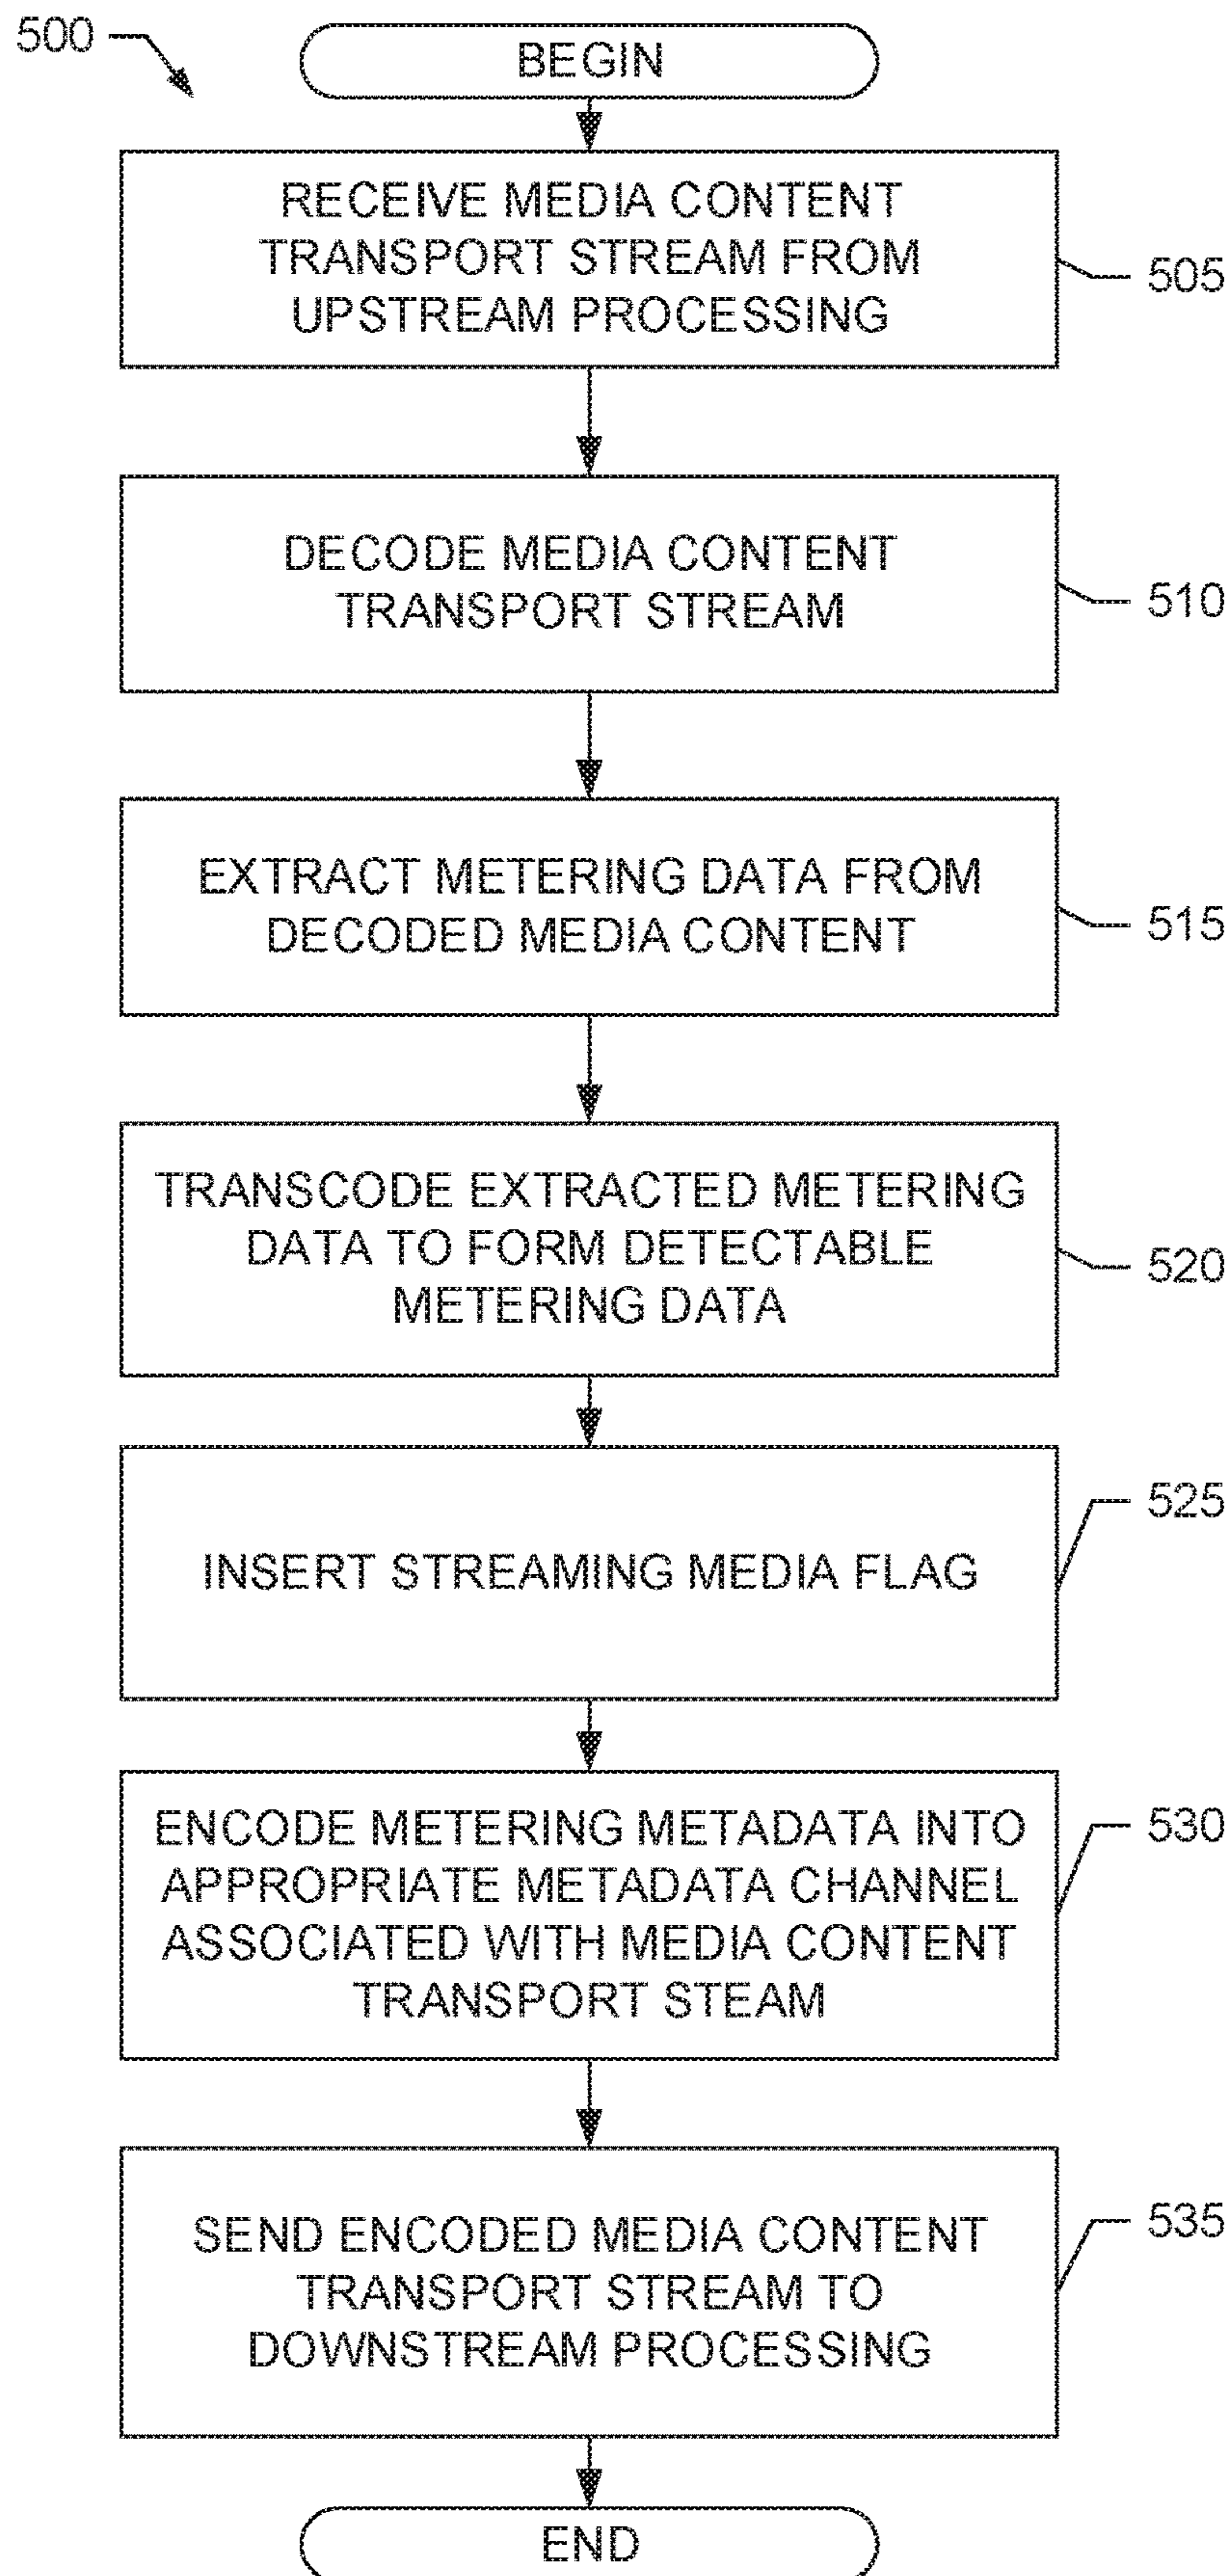 500
BEGIN
RECEIVE MEDIA CONTENT
TRANSPORT STREAM FROM
UPSTREAM PROCESSING
505
DECODE MEDIA CONTENT
TRANSPORT STREAM
510
EXTRACT METERING DATA FROM
DECODED MEDIA CONTENT
515
TRANSCODE EXTRACTED METERING
DATA TO FORM DETECTABLE
METERING DATA
520
INSERT STREAMING MEDIA FLAG
525
ENCODE METERING METADATA INTO
APPROPRIATE METADATA CHANNEL
ASSOCIATED WITH MEDIA CONTENT
TRANSPORT STEAM
530
SEND ENCODED MEDIA CONTENT
TRANSPORT STREAM TO
DOWNSTREAM PROCESSING
535
END